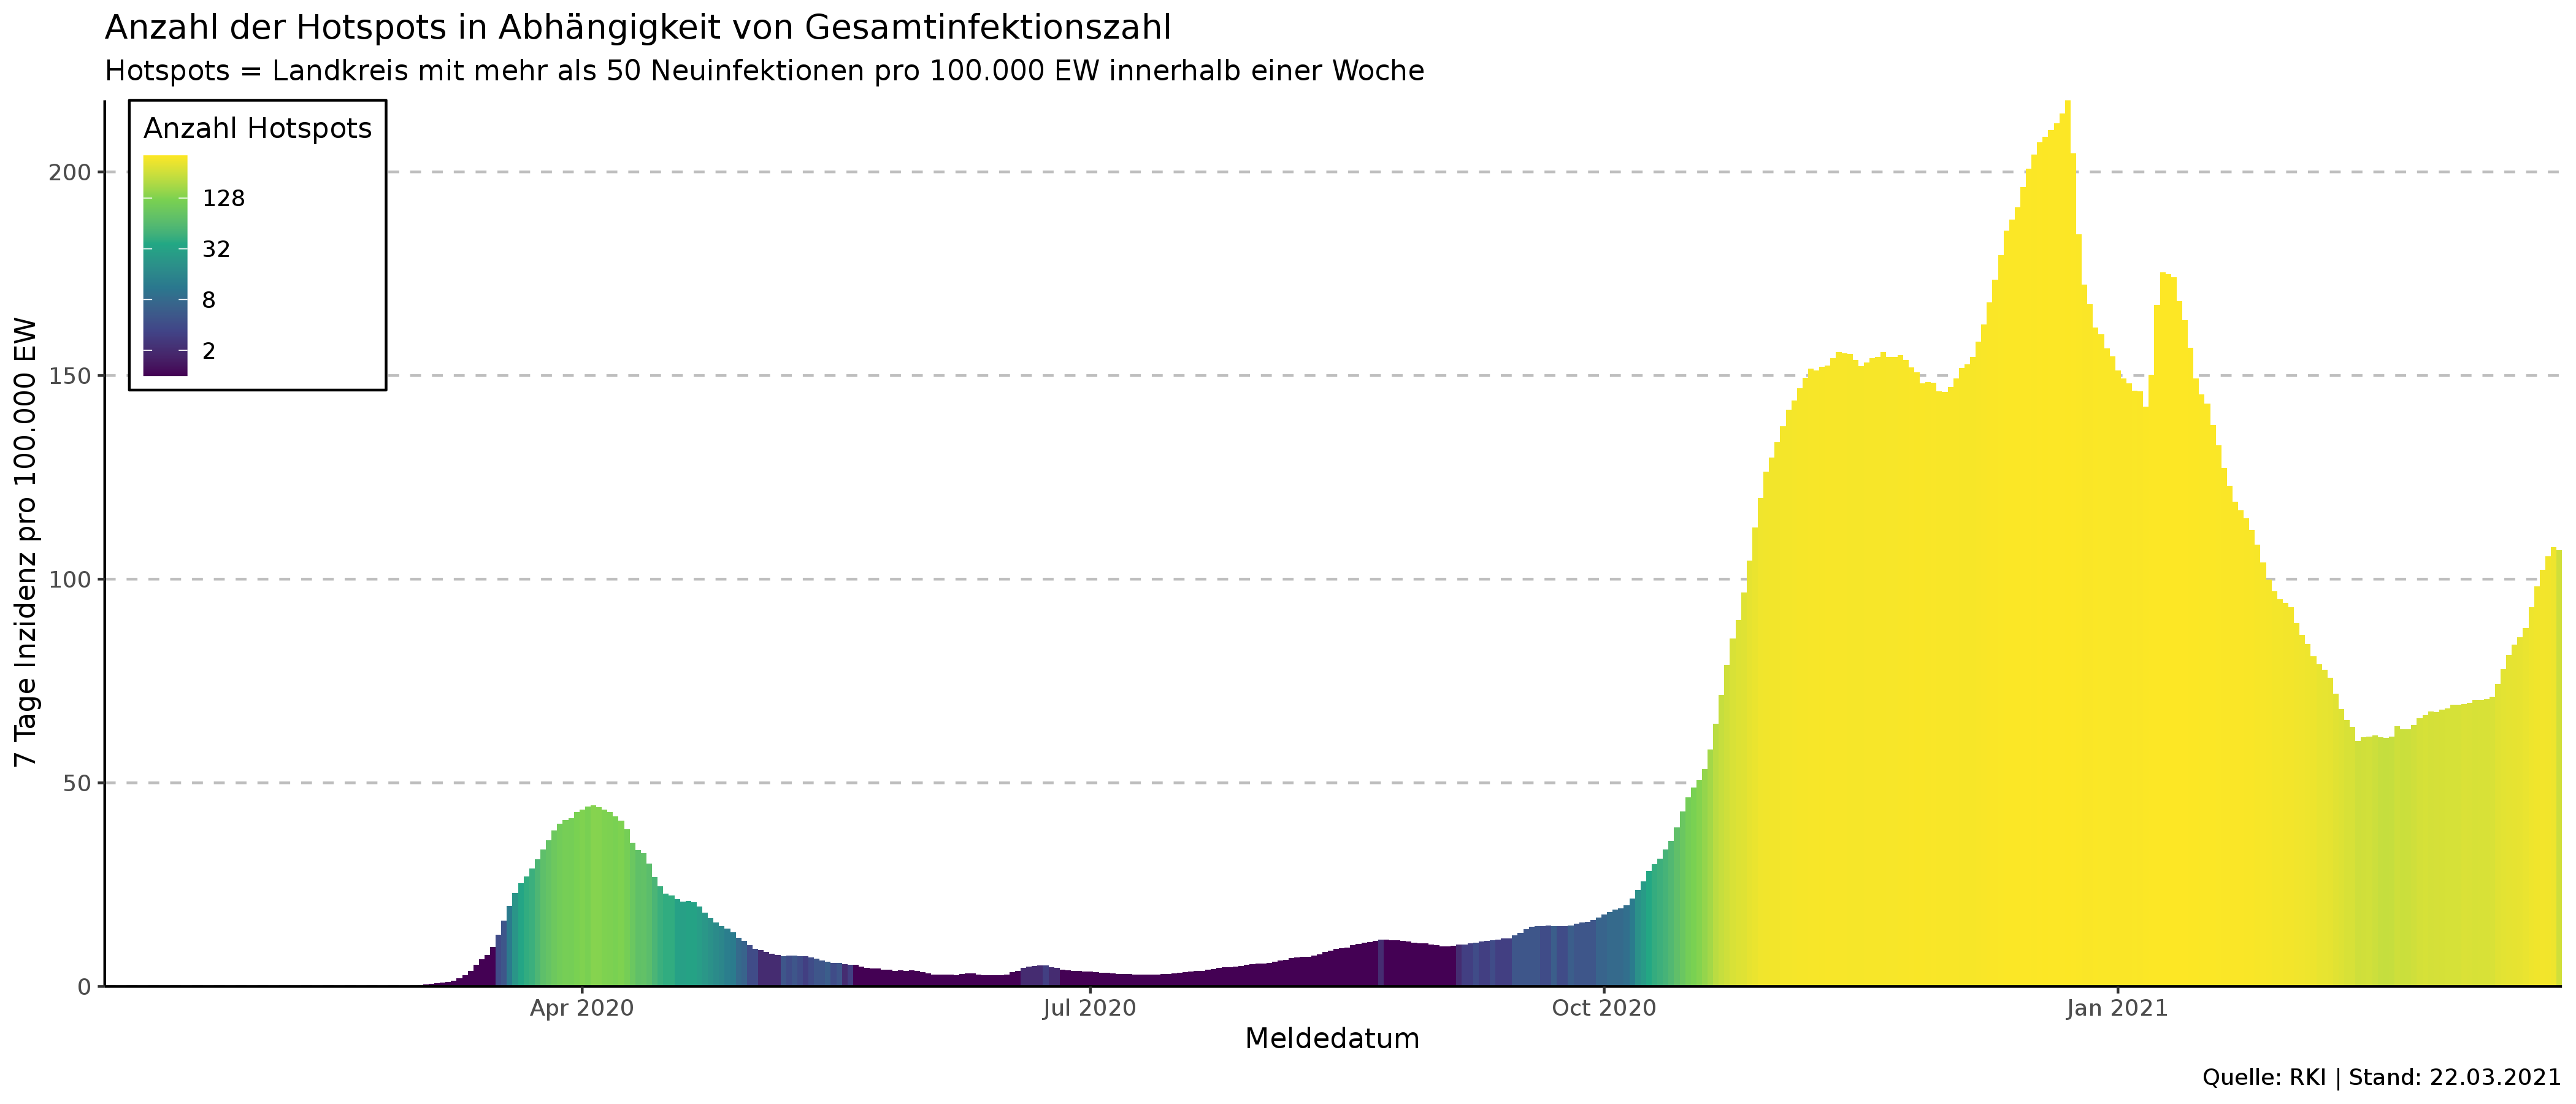 Anzahl der Hotspots in Abhängigkeit von Gesamtinfektionszahl
Hotspots = Landkreis mit mehr als 50 Neuinfektionen pro 100.000 EW innerhalb einer Woche
Anzahl Hotspots
128
32
8
2
7 Tage Inzidenz pro 100.000 EW
200
150
100
50
0
Apr 2020
Jul 2020
Oct 2020
Jan 2021
Meldedatum
Quelle: RKI | Stand: 22.03.2021